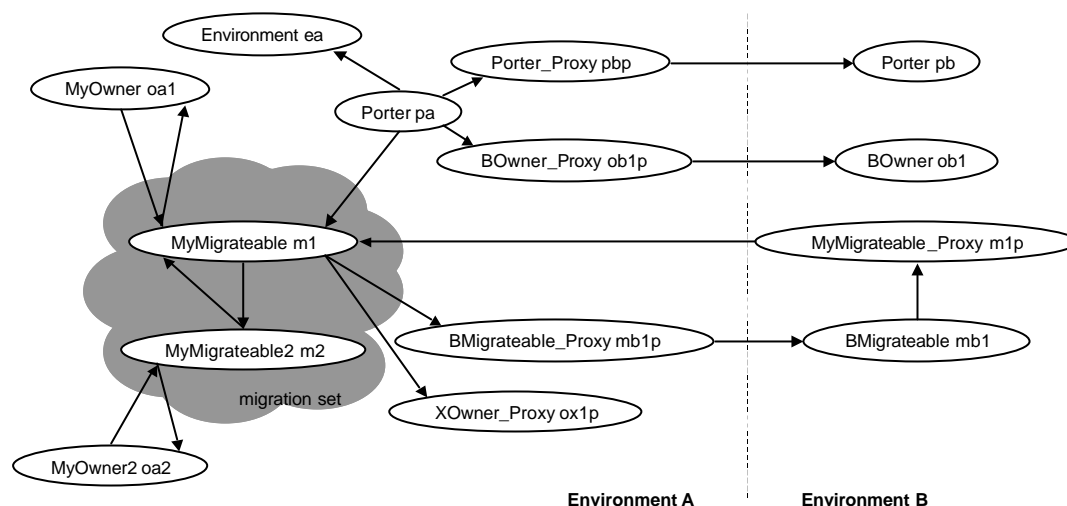 Environment ea
Porter_Proxy pbp
Porter pb
MyOwner oa1
Porter pa
BOwner_Proxy ob1p
BOwner ob1
MyMigrateable m1
MyMigrateable_Proxy m1p
MyMigrateable2 m2
BMigrateable_Proxy mb1p
BMigrateable mb1
migration set
XOwner_Proxy ox1p
MyOwner2 oa2
Environment A
Environment B